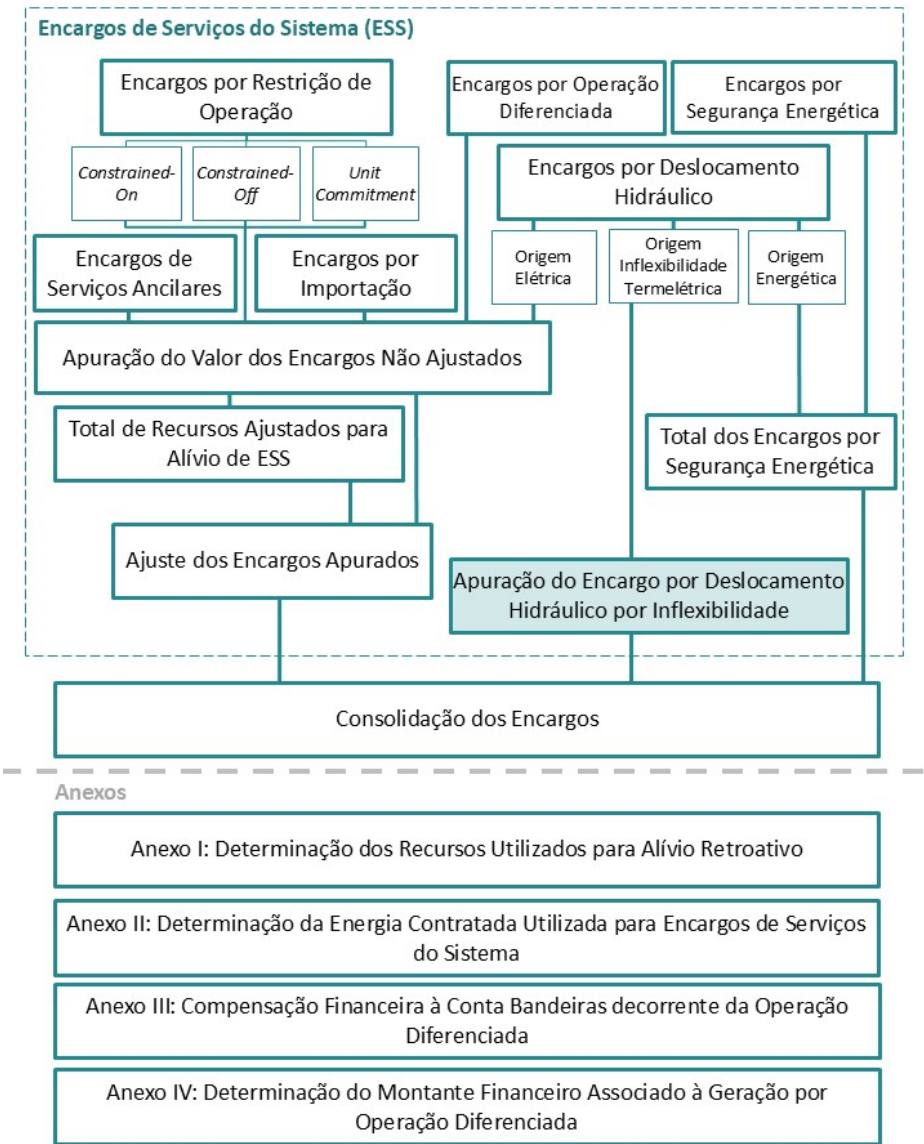 Encargos de Serviços do Sistema (ESS)
Encargos por Restrição de
Operação
Encargos por Operação
Diferenciada
Encargos por
Segurança Energética
Constrained-
On
Constrained-
Off
Unit
Commitment
Encargos por Deslocamento
Hidráulico
Encargos de
Serviços Ancilares
Encargos por
Importação
Origem
Elétrica
Origem
Inflexibilidade
Termelétrica
Origem
Energética
Apuração do Valor dos Encargos Não Ajustados
Total de Recursos Ajustados para
Alívio de ESS
Total dos Encargos por
Segurança Energética
Ajuste dos Encargos Apurados
Apuração do Encargo por Deslocamento
Hidráulico por Inflexibilidade
Consolidação dos Encargos
Anexos
Anexo I: Determinação dos Recursos Utilizados para Alívio Retroativo
Anexo II: Determinação da Energia Contratada Utilizada para Encargos de Serviços
do Sistema
Anexo III: Compensação Financeira à Conta Bandeiras decorrente da Operação
Diferenciada
Anexo IV: Determinação do Montante Financeiro Associado à Geração por
Operação Diferenciada